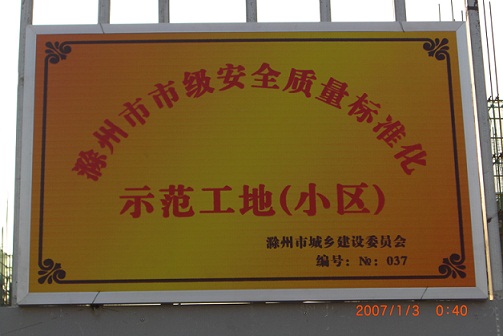 滁州市市级安全质量标准化
示范工地(小区)
滁州市城乡建设委员会
编号：№：037
2007/1/3 0:40